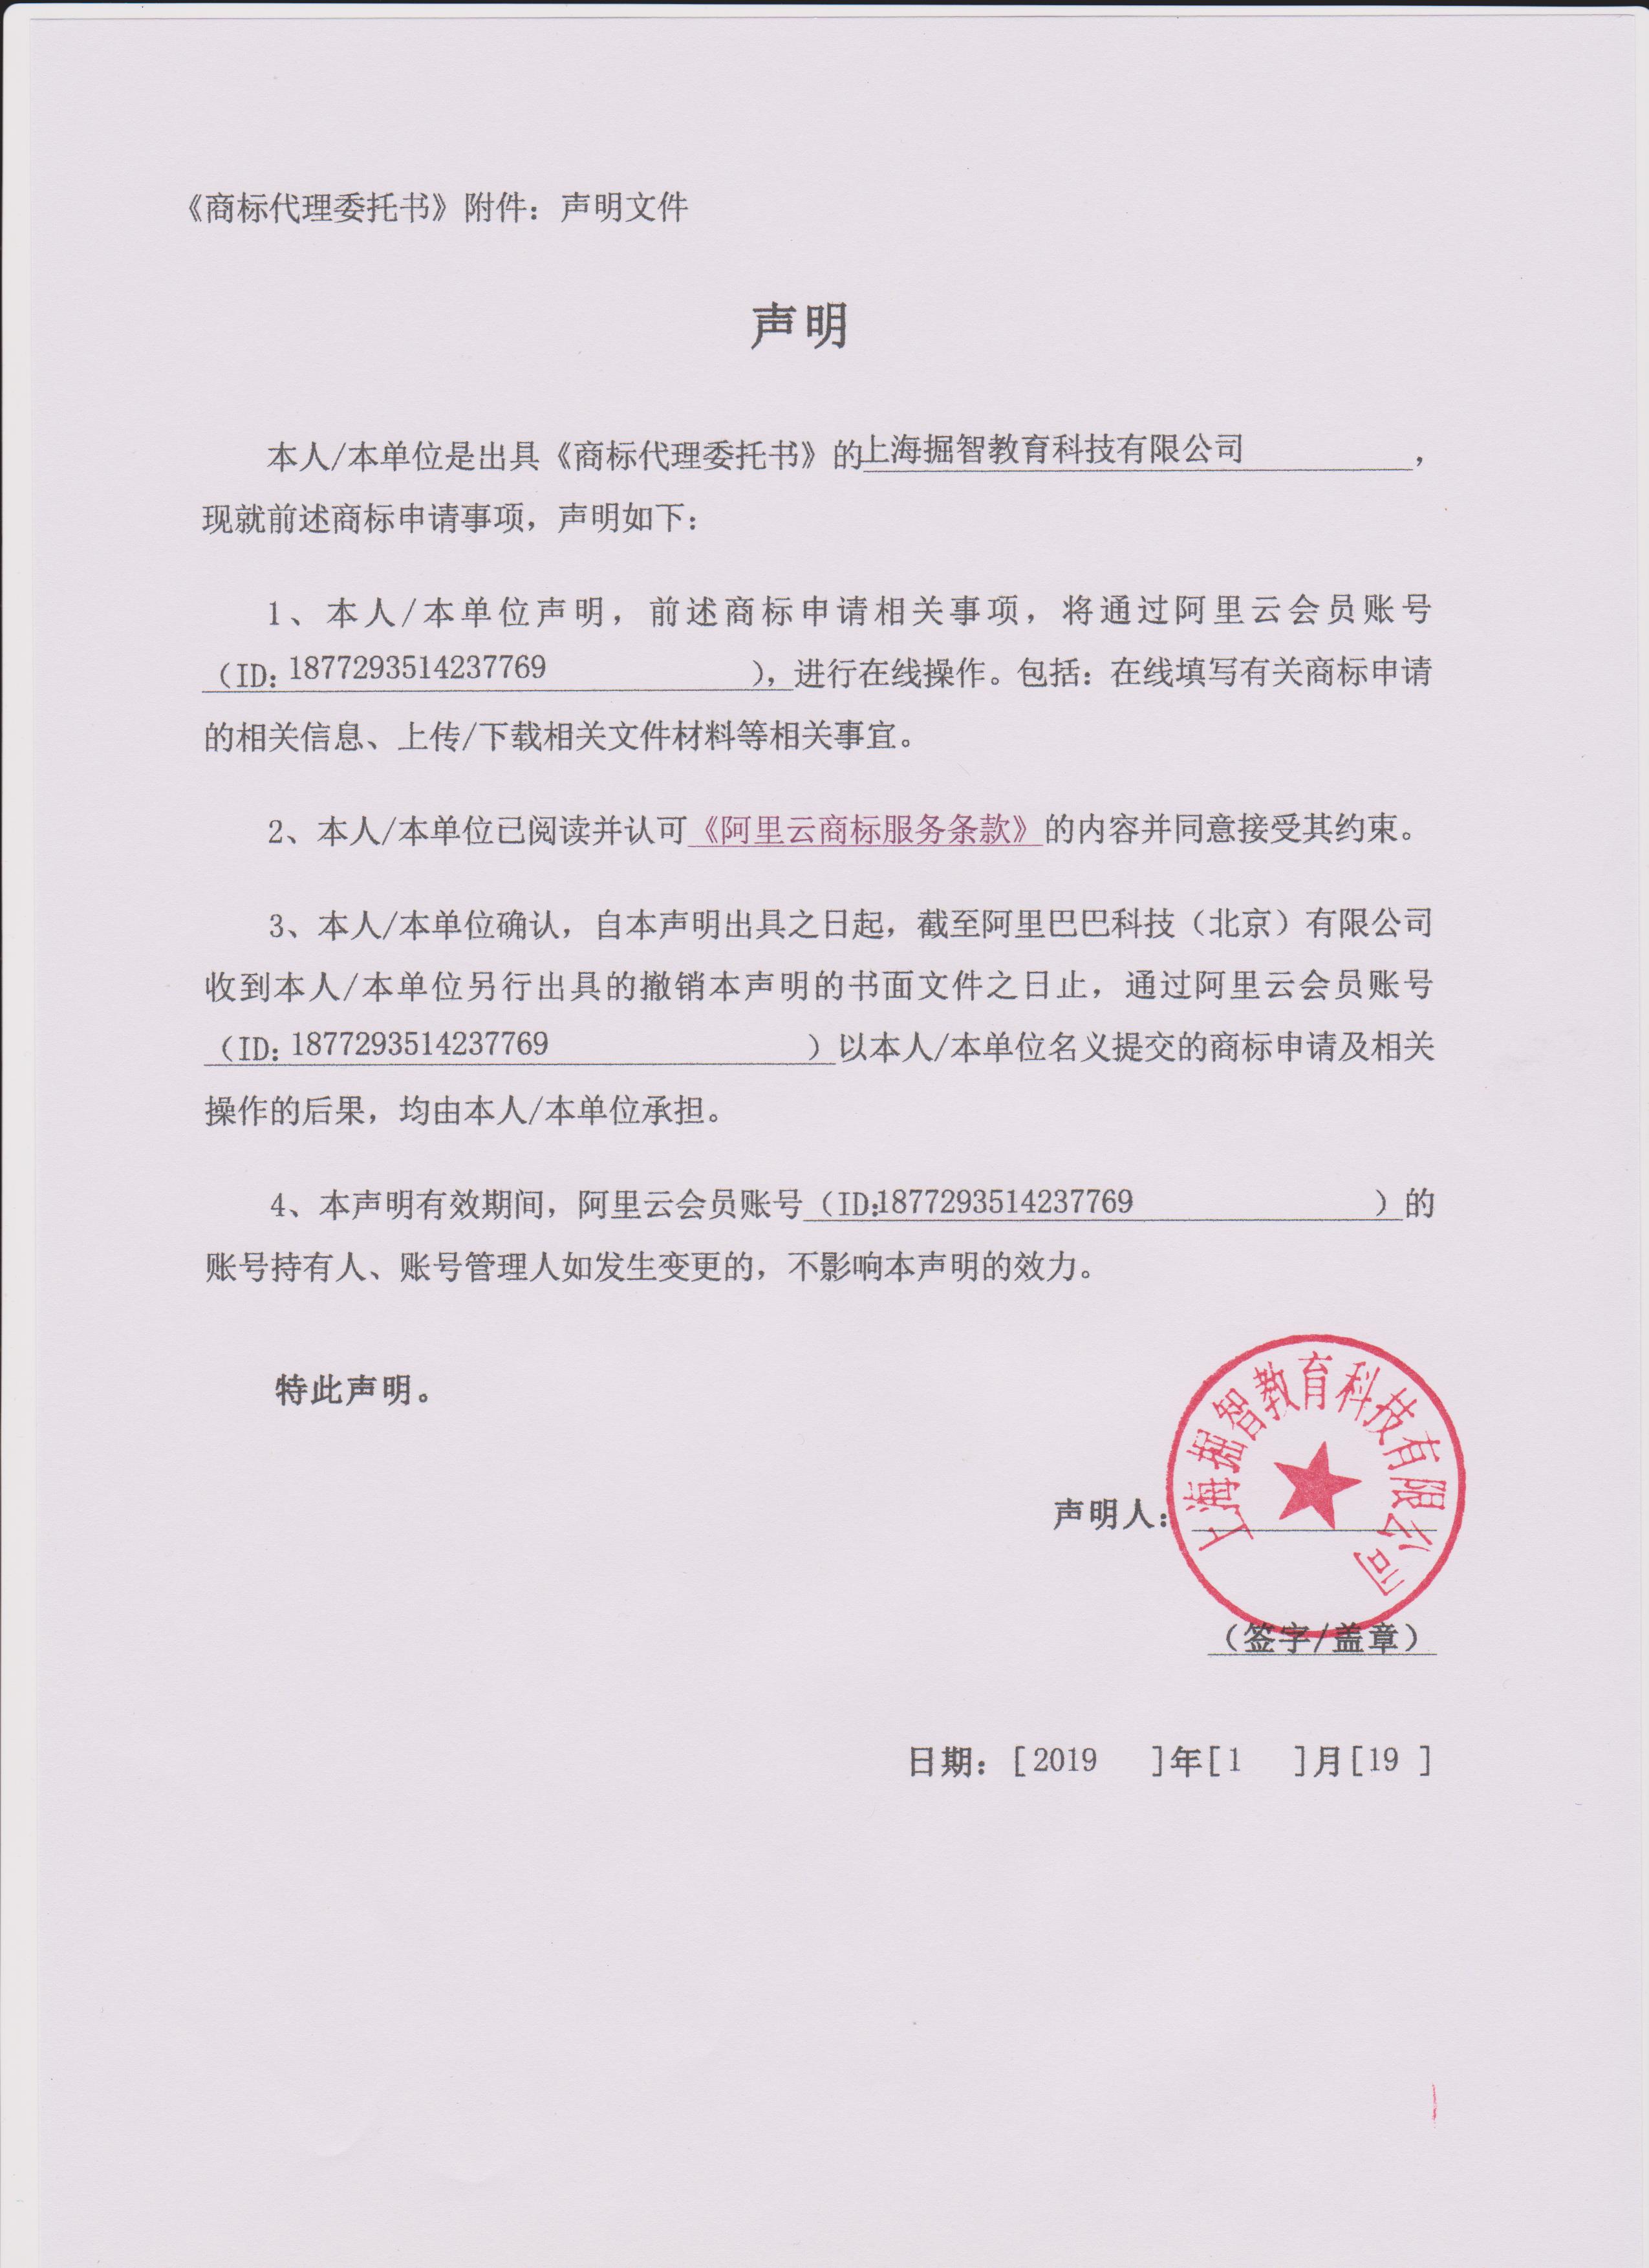 《商标代理委托书》附件：声明文件
声明
本人/本单位是出具《商标代理委托书》的上海掘智教育科技有限公司，
现就前述商标申请事项，声明如下：
1、本人/本单位声明，前述商标申请相关事项，将通过阿里云会员账号
（ID: 1877293514237769 ），进行在线操作。包括：在线填写有关商标申请
的相关信息、上传/下载相关文件材料等相关事宜。
2、本人/本单位已阅读并认可《阿里云商标服务条款》的内容并同意接受其约束。
3、本人/本单位确认，自本声明出具之日起，截至阿里巴巴科技（北京）有限公司
收到本人/本单位另行出具的撤销本声明的书面文件之日止，通过阿里云会员账号
（ID: 1877293514237769 ）以本人/本单位名义提交的商标申请及相关
操作的后果，均由本人/本单位承担。
4、本声明有效期间，阿里云会员账号（ID:1877293514237769 ）的
账号持有人、账号管理人如发生变更的，不影响本声明的效力。
特此声明。
上海掘智教育科技有限公司
声明人：
（签字/盖章）
日期：[ 2019 ]年[ 1 ]月[ 19 ]